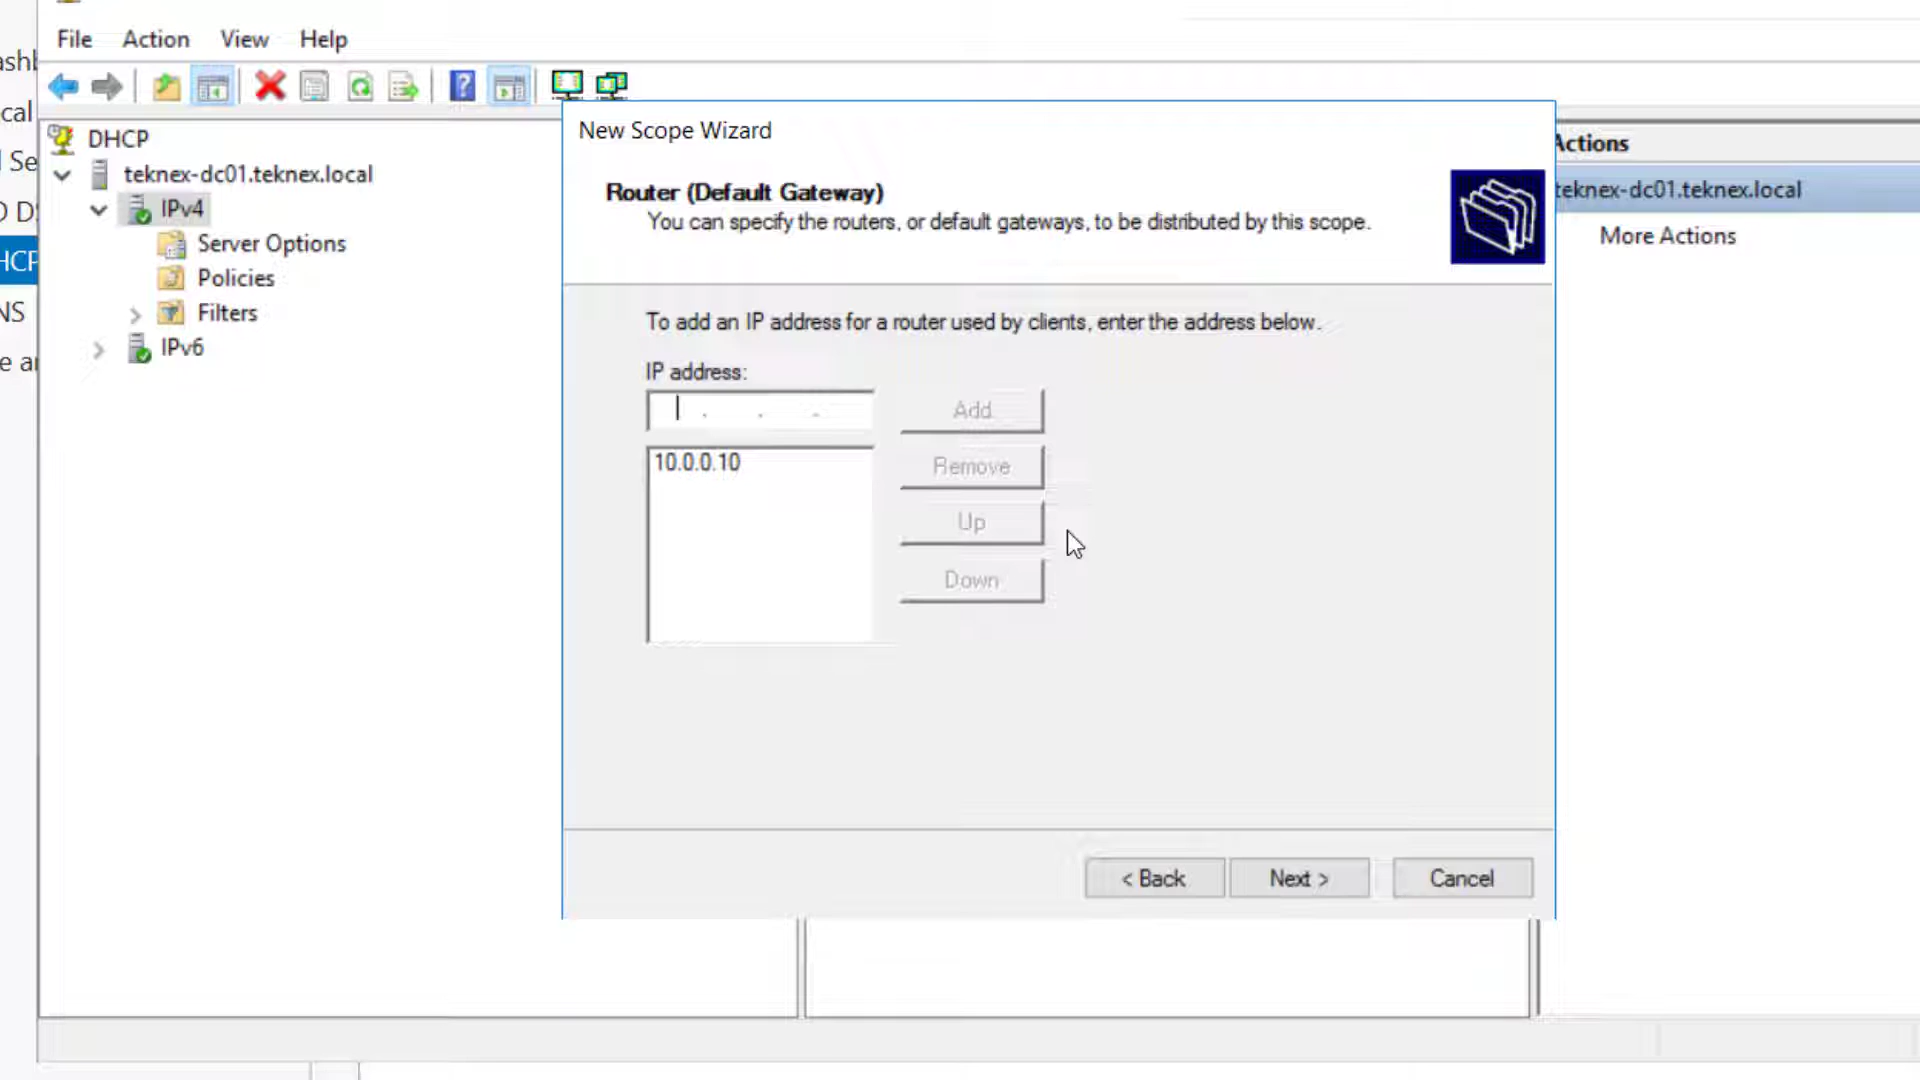 File Action View Help
DHCP
teknex-dc01.teknex.local
IPv4
Server Options
Policies
Filters
IPv6
New Scope Wizard
Router (Default Gateway)
You can specify the routers, or default gateways, to be distributed by this scope.
To add an IP address for a router used by clients, enter the address below.
IP address:
. . .
Add
10.0.0.10
Remove
Up
Down
< Back Next > Cancel
Actions
teknex-dc01.teknex.local
More Actions